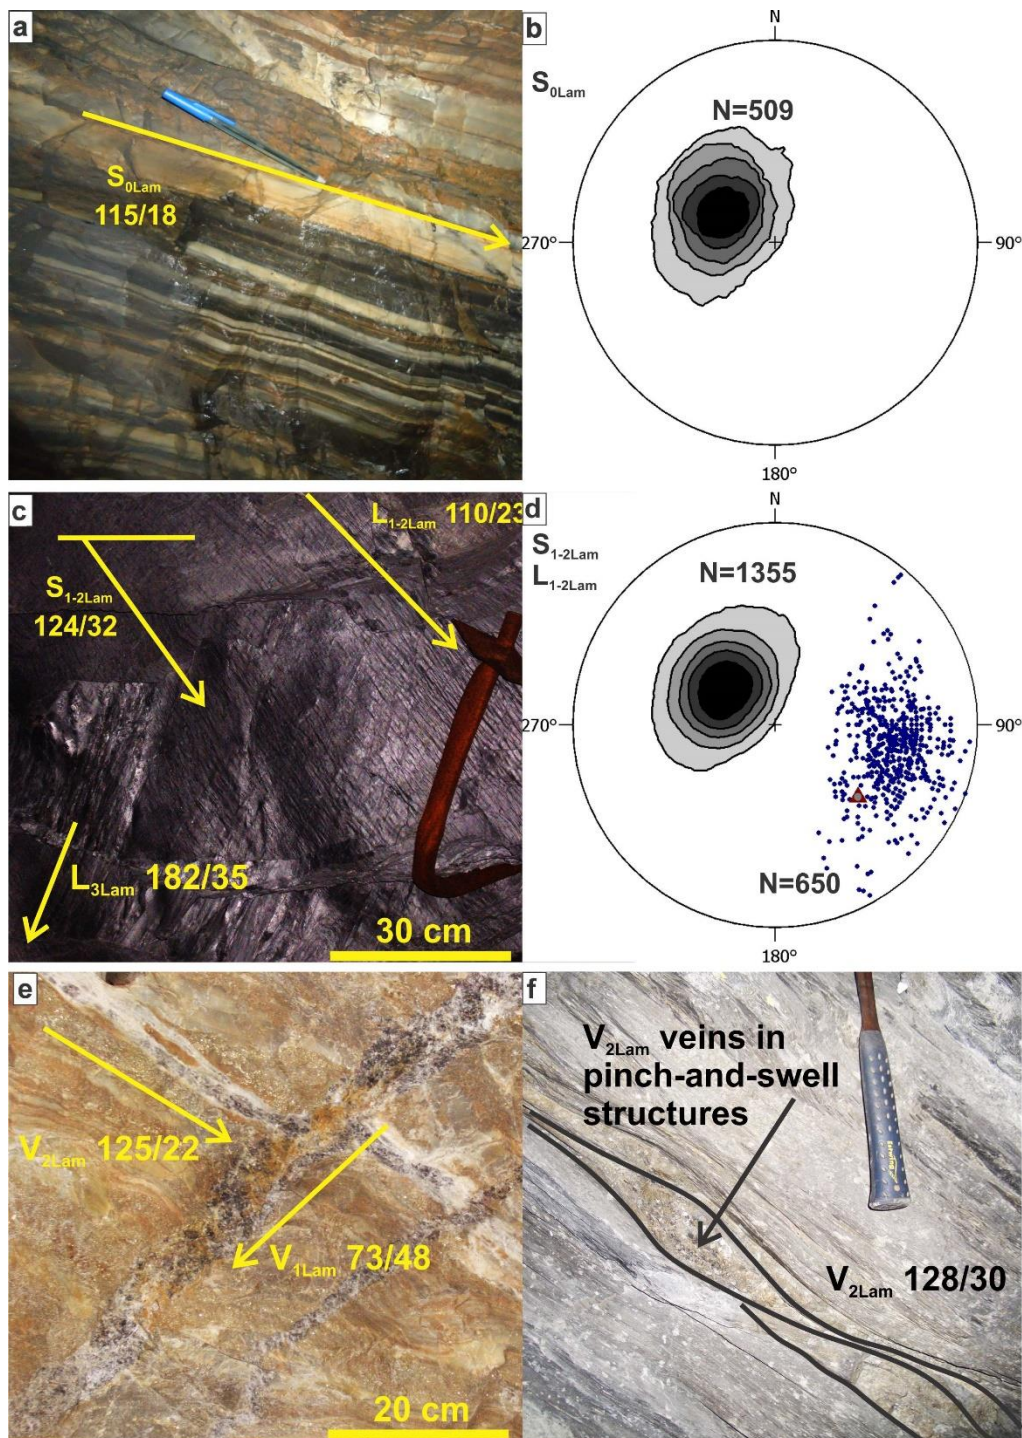 a
S0Lam
115/18
b
N
S0Lam
N=509
270°
90°
180°
c
L1-2Lam 110/23
S1-2Lam
124/32
L3Lam 182/35
30 cm
d
N
S1-2Lam
L1-2Lam
N=1355
270°
90°
N=650
180°
e
V2Lam 125/22
V1Lam 73/48
20 cm
f
V2Lam veins in
pinch-and-swell
structures
V2Lam 128/30